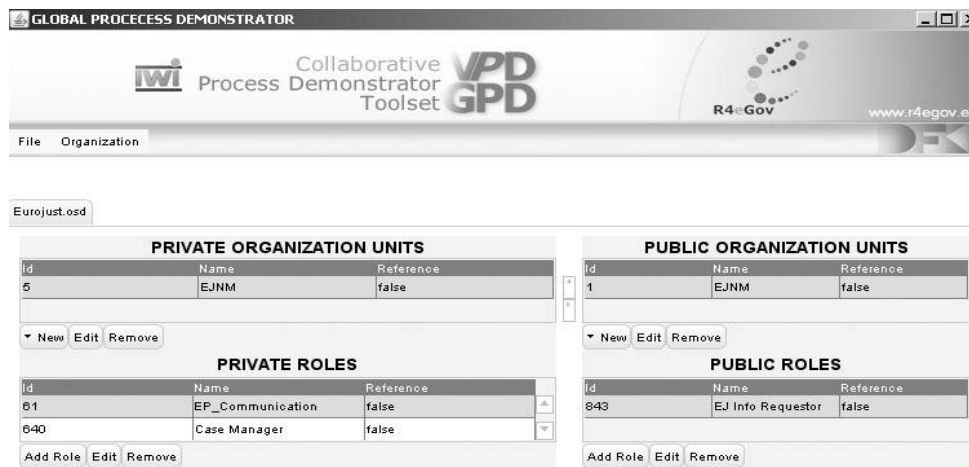 GLOBAL PROCECESS DEMONSTRATOR
iwi
Collaborative VPD
Process Demonstrator
Toolset GPD
R4eGov
www.r4egov.e
File Organization
DFK
Eurojust.osd
PRIVATE ORGANIZATION UNITS
Id Name Reference
5 EJNM false
New Edit Remove
PRIVATE ROLES
Id Name Reference
61 EP_Communication false
640 Case Manager false
Add Role Edit Remove
PUBLIC ORGANIZATION UNITS
Id Name Reference
1 EJNM false
New Edit Remove
PUBLIC ROLES
Id Name Reference
843 EJ Info Requestor false
Add Role Edit Remove